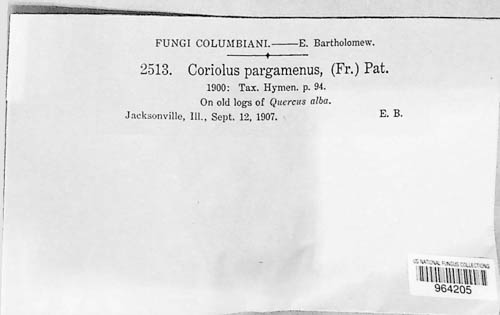 FUNGI COLUMBIANI.——E. Bartholomew.
2513. Coriolus pargamenus, (Fr.) Pat.
1900: Tax. Hymen. p. 94.
On old logs of Quercus alba.
Jacksonville, Ill., Sept. 12, 1907. E. B.
US NATIONAL FUNGUS COLLECTIONS
964205